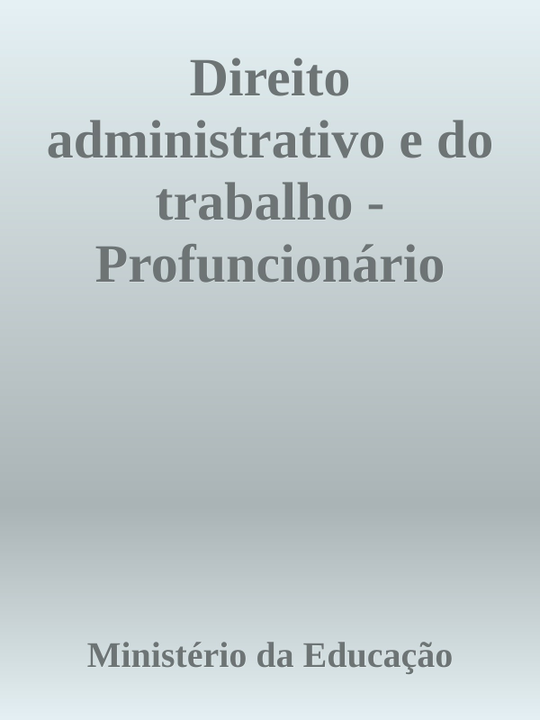 Direito
administrativo e do
trabalho -
Profuncionário
Ministério da Educação